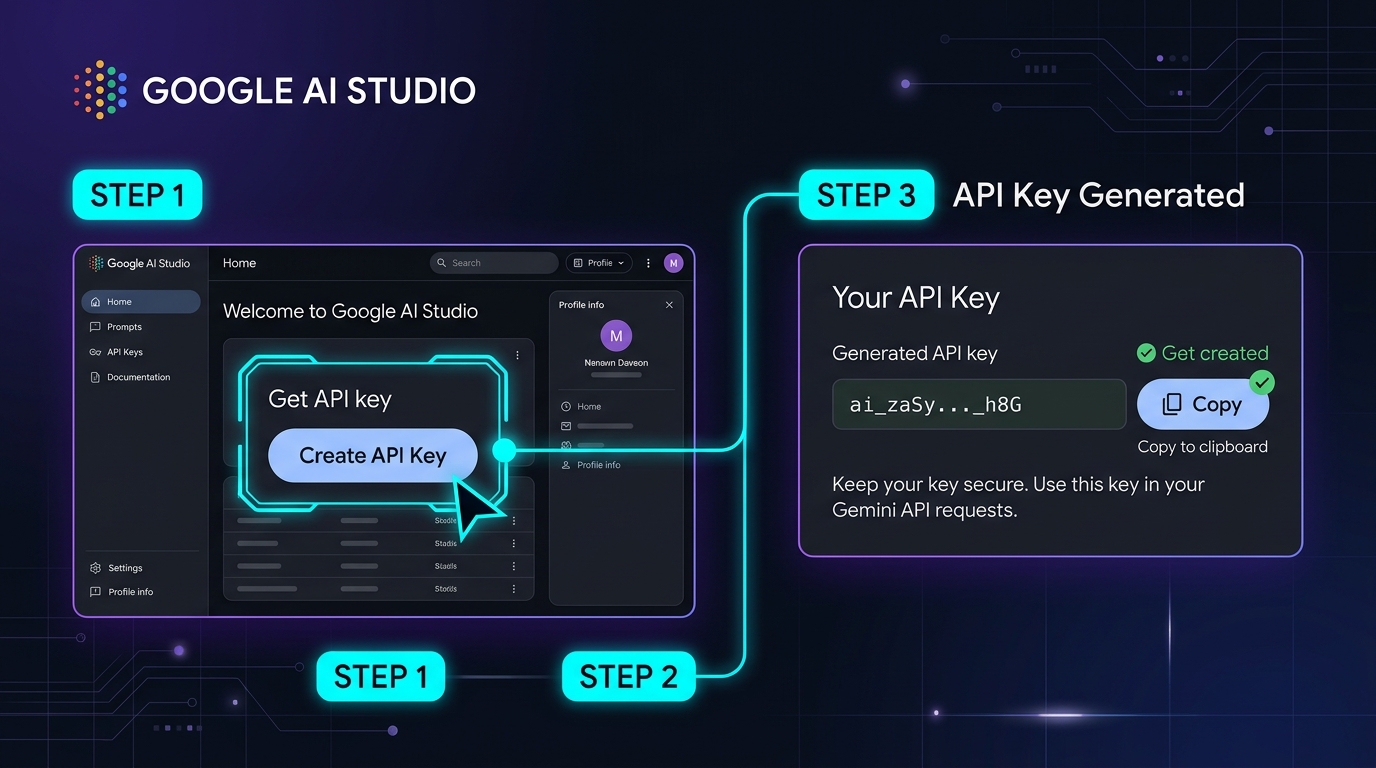 GOOGLE AI STUDIO
STEP 1
Google AI Studio
Home
Search
Profile
M
Home
Prompts
API Keys
Documentation
Settings
Profile info
Welcome to Google AI Studio
Get API key
Create API Key
Profile info
M
Nenawn Daveon
Home
Profile info
STEP 1
STEP 2
STEP 3
API Key Generated
Your API Key
Generated API key
Get created
ai_zaSy..._h8G
Copy
Copy to clipboard
Keep your key secure. Use this key in your
Gemini API requests.